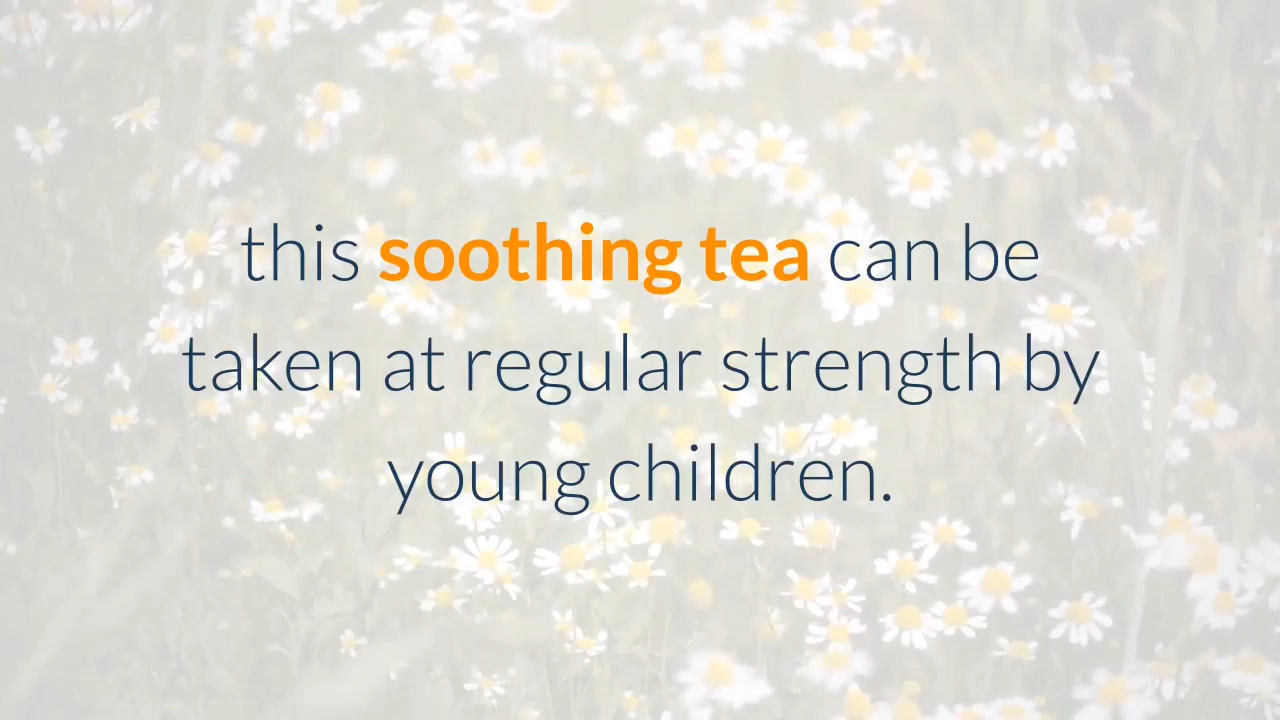 this soothing tea can be
taken at regular strength by
young children.